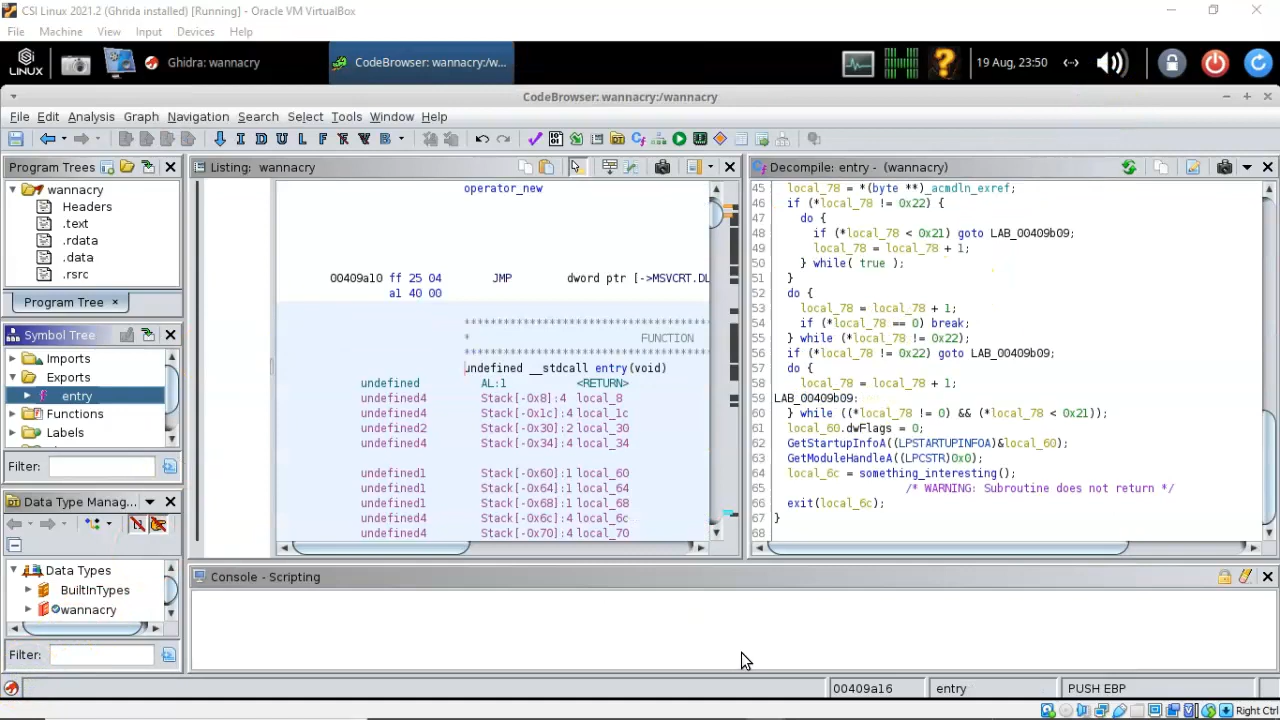 CSI Linux 2021.2 (Ghrida installed) [Running] - Oracle VM VirtualBox
File Machine View Input Devices Help
LINUX
Ghidra: wannacry
CodeBrowser: wannacry:/w...
19 Aug, 23:50
CodeBrowser: wannacry:/wannacry
File Edit Analysis Graph Navigation Search Select Tools Window Help
I D U L F R V B
Program Trees
wannacry
Headers
.text
.rdata
.data
.rsrc
Program Tree ×
Symbol Tree
Imports
Exports
f entry
Functions
Labels
Filter:
Data Type Manag...
Data Types
BuiltInTypes
wannacry
Filter:
Listing: wannacry
operator_new
00409a10 ff 25 04 JMP dword ptr [->MSVCRT.DL
a1 40 00
****************************************
* FUNCTION
****************************************
undefined __stdcall entry(void)
undefined AL:1 <RETURN>
undefined4 Stack[-0x8]:4 local_8
undefined4 Stack[-0x1c]:4 local_1c
undefined2 Stack[-0x30]:2 local_30
undefined4 Stack[-0x34]:4 local_34
undefined1 Stack[-0x60]:1 local_60
undefined1 Stack[-0x64]:1 local_64
undefined1 Stack[-0x68]:1 local_68
undefined4 Stack[-0x6c]:4 local_6c
undefined4 Stack[-0x70]:4 local_70
Decompile: entry - (wannacry)
45 local_78 = *(byte **)_acmdln_exref;
46 if (*local_78 != 0x22) {
47 do {
48 if (*local_78 < 0x21) goto LAB_00409b09;
49 local_78 = local_78 + 1;
50 } while( true );
51 }
52 do {
53 local_78 = local_78 + 1;
54 if (*local_78 == 0) break;
55 } while (*local_78 != 0x22);
56 if (*local_78 != 0x22) goto LAB_00409b09;
57 do {
58 local_78 = local_78 + 1;
59 LAB_00409b09:
60 } while ((*local_78 != 0) && (*local_78 < 0x21));
61 local_60.dwFlags = 0;
62 GetStartupInfoA((LPSTARTUPINFOA)&local_60);
63 GetModuleHandleA((LPCSTR)0x0);
64 local_6c = something_interesting();
65 /* WARNING: Subroutine does not return */
66 exit(local_6c);
67 }
68
Console - Scripting
00409a16 entry PUSH EBP
Right Ctrl